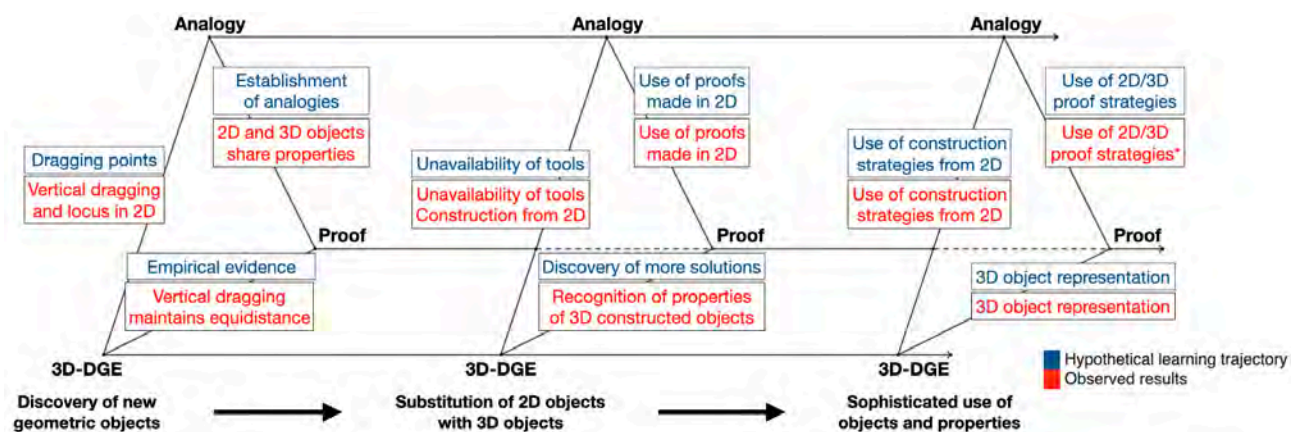 Analogy
Analogy
Analogy
Establishment
of analogies
2D and 3D objects
share properties
Use of proofs
made in 2D
Use of proofs
made in 2D
Use of 2D/3D
proof strategies
Use of 2D/3D
proof strategies*
Dragging points
Vertical dragging
and locus in 2D
Unavailability of tools
Unavailability of tools
Construction from 2D
Use of construction
strategies from 2D
Use of construction
strategies from 2D
Proof
Proof
Proof
Empirical evidence
Vertical dragging
maintains equidistance
Discovery of more solutions
Recognition of properties
of 3D constructed objects
3D object representation
3D object representation
3D-DGE
3D-DGE
3D-DGE
Hypothetical learning trajectory
Observed results
Discovery of new
geometric objects
Substitution of 2D objects
with 3D objects
Sophisticated use of
objects and properties